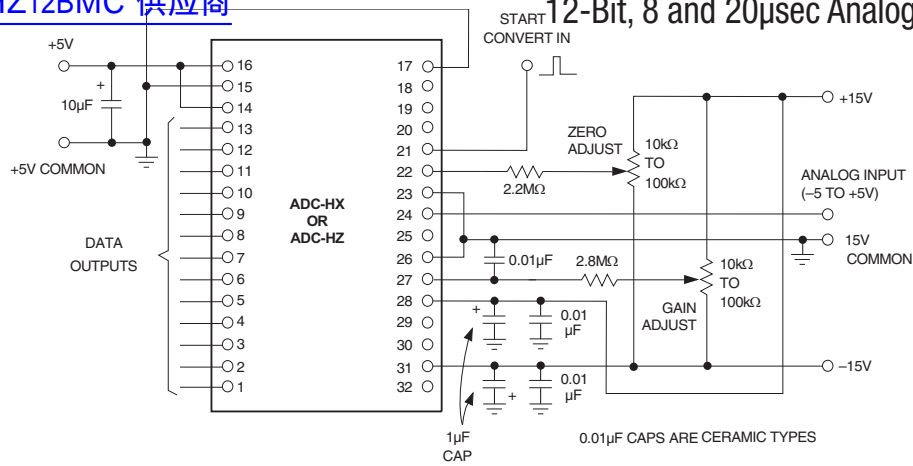 HZ12BMC 供应商
12-Bit, 8 and 20µsec Analog
START
CONVERT IN
+5V
+
10µF
+5V COMMON
DATA
OUTPUTS
16
15
14
13
12
11
10
9
8
7
6
5
4
3
2
1
ADC-HX
OR
ADC-HZ
17
18
19
20
21
22
23
24
25
26
27
28
29
30
31
32
2.2MΩ
ZERO
ADJUST
10kΩ
TO
100kΩ
+15V
ANALOG INPUT
(–5 TO +5V)
15V
COMMON
0.01µF
2.8MΩ
10kΩ
TO
100kΩ
GAIN
ADJUST
+
0.01
µF
–15V
+
0.01
µF
1µF
CAP
0.01µF CAPS ARE CERAMIC TYPES